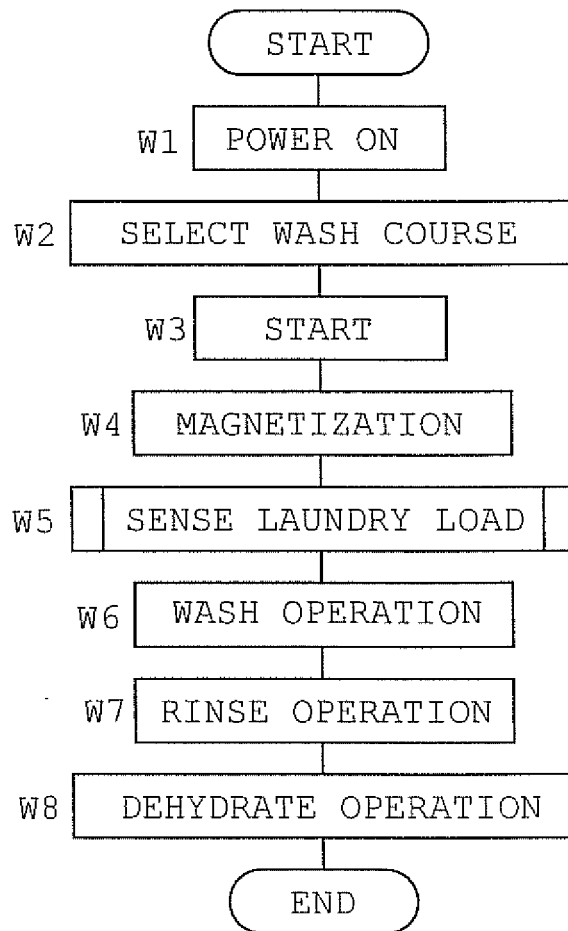 START
W1 POWER ON
W2 SELECT WASH COURSE
W3 START
W4 MAGNETIZATION
W5 SENSE LAUNDRY LOAD
W6 WASH OPERATION
W7 RINSE OPERATION
W8 DEHYDRATE OPERATION
END